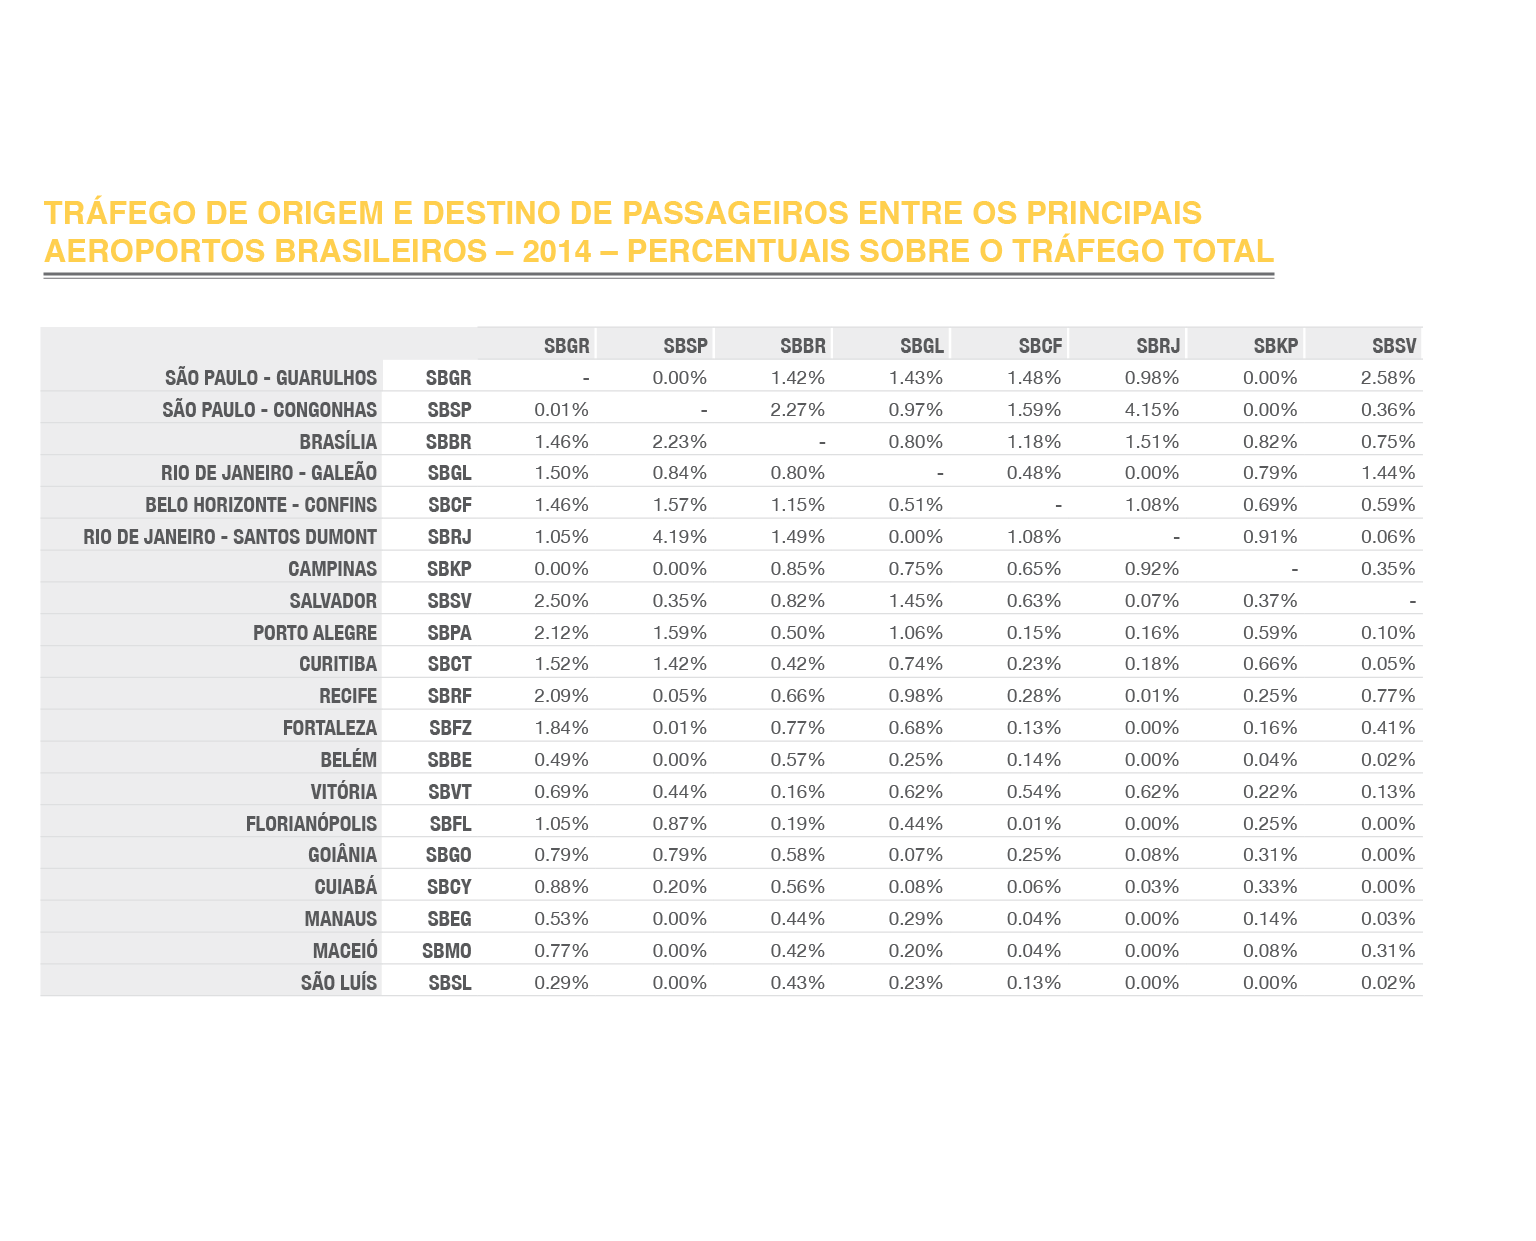 TRÁFEGO DE ORIGEM E DESTINO DE PASSAGEIROS ENTRE OS PRINCIPAIS
AEROPORTOS BRASILEIROS – 2014 – PERCENTUAIS SOBRE O TRÁFEGO TOTAL
SBGR SBSP SBBR SBGL SBCF SBRJ SBKP SBSV
SÃO PAULO - GUARULHOS SBGR - 0.00% 1.42% 1.43% 1.48% 0.98% 0.00% 2.58%
SÃO PAULO - CONGONHAS SBSP 0.01% - 2.27% 0.97% 1.59% 4.15% 0.00% 0.36%
BRASÍLIA SBBR 1.46% 2.23% - 0.80% 1.18% 1.51% 0.82% 0.75%
RIO DE JANEIRO - GALEÃO SBGL 1.50% 0.84% 0.80% - 0.48% 0.00% 0.79% 1.44%
BELO HORIZONTE - CONFINS SBCF 1.46% 1.57% 1.15% 0.51% - 1.08% 0.69% 0.59%
RIO DE JANEIRO - SANTOS DUMONT SBRJ 1.05% 4.19% 1.49% 0.00% 1.08% - 0.91% 0.06%
CAMPINAS SBKP 0.00% 0.00% 0.85% 0.75% 0.65% 0.92% - 0.35%
SALVADOR SBSV 2.50% 0.35% 0.82% 1.45% 0.63% 0.07% 0.37% -
PORTO ALEGRE SBPA 2.12% 1.59% 0.50% 1.06% 0.15% 0.16% 0.59% 0.10%
CURITIBA SBCT 1.52% 1.42% 0.42% 0.74% 0.23% 0.18% 0.66% 0.05%
RECIFE SBRF 2.09% 0.05% 0.66% 0.98% 0.28% 0.01% 0.25% 0.77%
FORTALEZA SBFZ 1.84% 0.01% 0.77% 0.68% 0.13% 0.00% 0.16% 0.41%
BELÉM SBBE 0.49% 0.00% 0.57% 0.25% 0.14% 0.00% 0.04% 0.02%
VITÓRIA SBVT 0.69% 0.44% 0.16% 0.62% 0.54% 0.62% 0.22% 0.13%
FLORIANÓPOLIS SBFL 1.05% 0.87% 0.19% 0.44% 0.01% 0.00% 0.25% 0.00%
GOIÂNIA SBGO 0.79% 0.79% 0.58% 0.07% 0.25% 0.08% 0.31% 0.00%
CUIABÁ SBCY 0.88% 0.20% 0.56% 0.08% 0.06% 0.03% 0.33% 0.00%
MANAUS SBEG 0.53% 0.00% 0.44% 0.29% 0.04% 0.00% 0.14% 0.03%
MACEIÓ SBMO 0.77% 0.00% 0.42% 0.20% 0.04% 0.00% 0.08% 0.31%
SÃO LUÍS SBSL 0.29% 0.00% 0.43% 0.23% 0.13% 0.00% 0.00% 0.02%